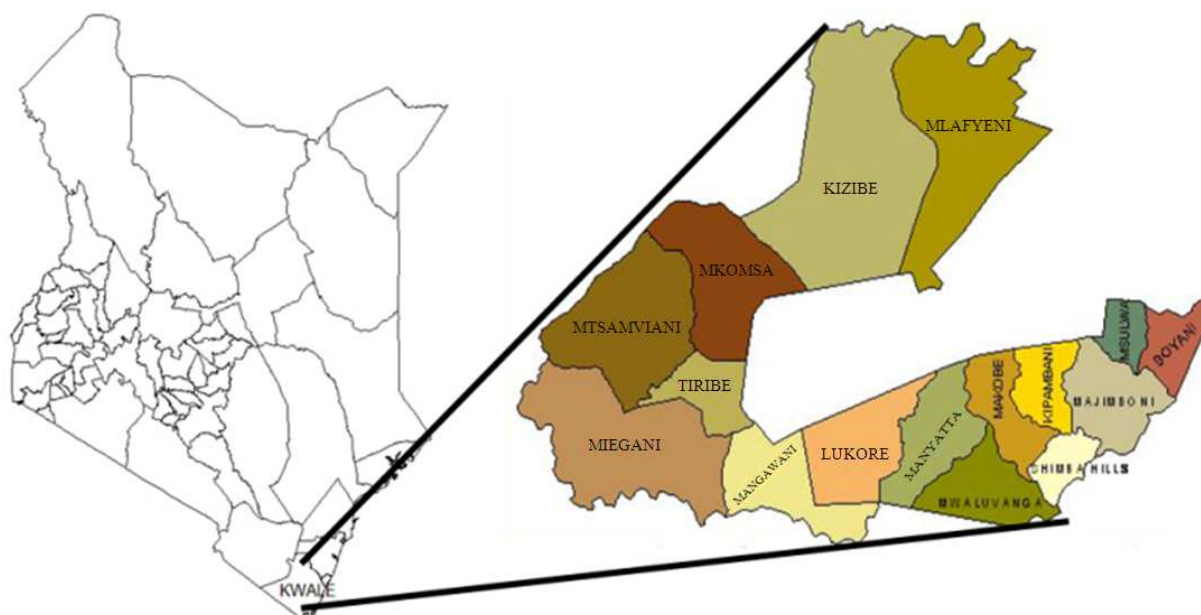 MLAFYENI
KIZIBE
MKOMSA
MTSAMVIANI
TIRIBE
MIEGANI
MANGAWANI
LUKORE
MANYATTA
MAKOBE
KIPAMBANI
MSULWA
BOYANI
MAJIMBONI
SHIMBA HILLS
MWALUVANGA
KWALE